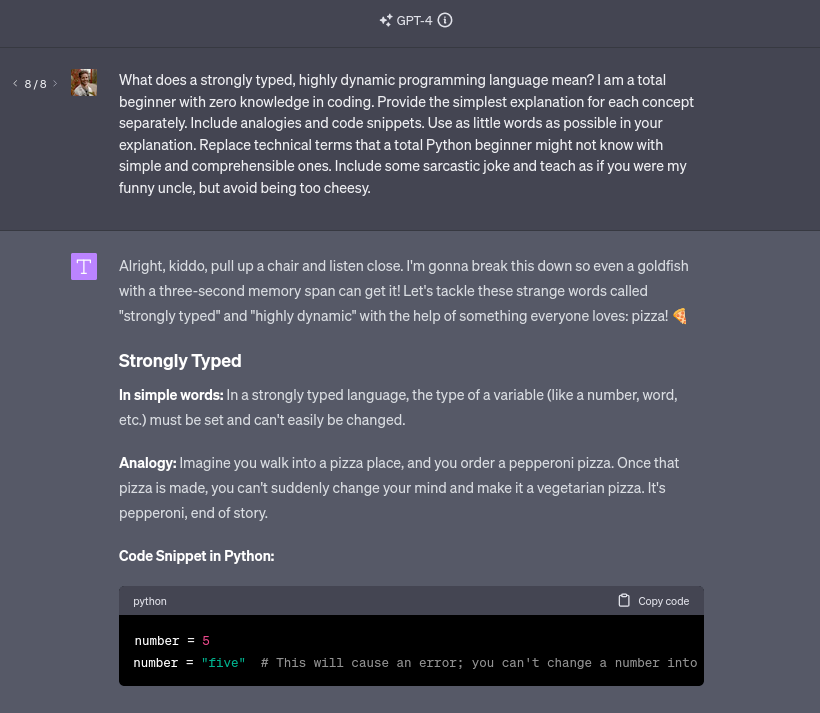 GPT-4
8 / 8
What does a strongly typed, highly dynamic programming language mean? I am a total
beginner with zero knowledge in coding. Provide the simplest explanation for each concept
separately. Include analogies and code snippets. Use as little words as possible in your
explanation. Replace technical terms that a total Python beginner might not know with
simple and comprehensible ones. Include some sarcastic joke and teach as if you were my
funny uncle, but avoid being too cheesy.
T
Alright, kiddo, pull up a chair and listen close. I'm gonna break this down so even a goldfish
with a three-second memory span can get it! Let's tackle these strange words called
"strongly typed" and "highly dynamic" with the help of something everyone loves: pizza! 🍕
Strongly Typed
In simple words: In a strongly typed language, the type of a variable (like a number, word,
etc.) must be set and can't easily be changed.
Analogy: Imagine you walk into a pizza place, and you order a pepperoni pizza. Once that
pizza is made, you can't suddenly change your mind and make it a vegetarian pizza. It's
pepperoni, end of story.
Code Snippet in Python:
python Copy code
number = 5
number = "five"  # This will cause an error; you can't change a number into